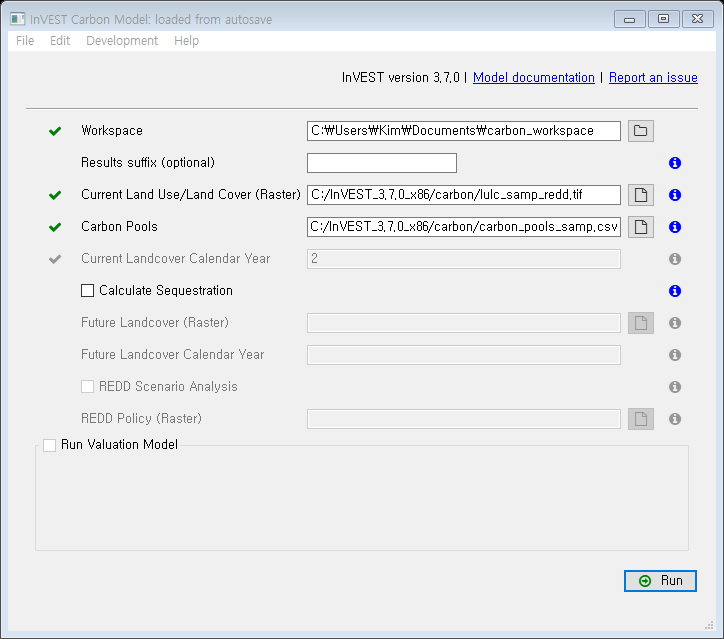 InVEST Carbon Model: loaded from autosave
File Edit Development Help
InVEST version 3,7,0 | Model documentation | Report an issue
Workspace C:₩Users₩Kim₩Documents₩carbon_workspace
Results suffix (optional)
Current Land Use/Land Cover (Raster) C:/InVEST_3,7,0_x86/carbon/lulc_samp_redd,tif
Carbon Pools C:/InVEST_3,7,0_x86/carbon/carbon_pools_samp,csv
Current Landcover Calendar Year 2
Calculate Sequestration
Future Landcover (Raster)
Future Landcover Calendar Year
REDD Scenario Analysis
REDD Policy (Raster)
Run Valuation Model
Run